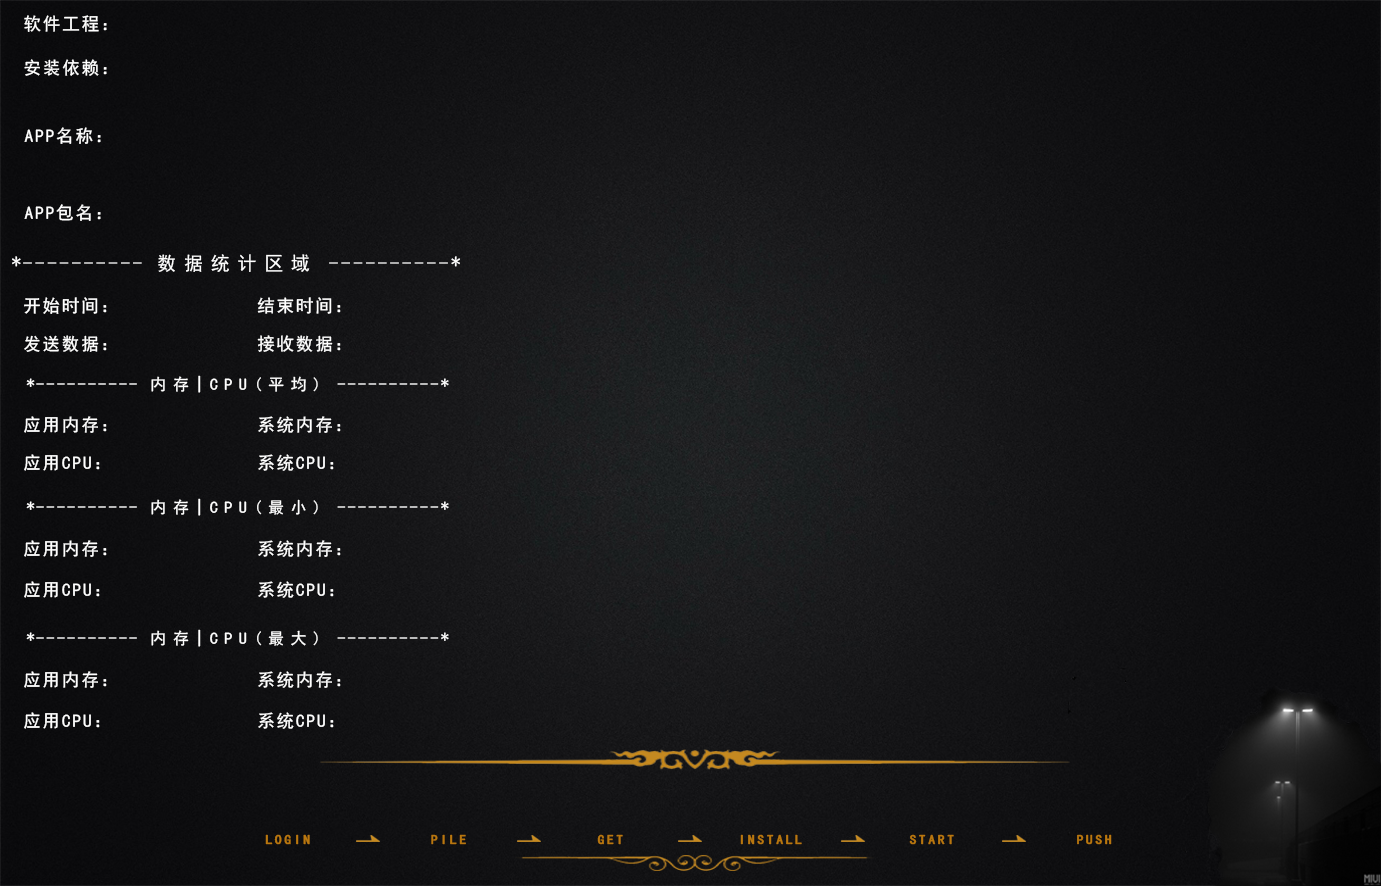 软件工程:
安装依赖:
APP名称:
APP包名:
*---------- 数据统计区域 ----------*
开始时间: 结束时间:
发送数据: 接收数据:
*---------- 内存|CPU(平均) ----------*
应用内存: 系统内存:
应用CPU: 系统CPU:
*---------- 内存|CPU(最小) ----------*
应用内存: 系统内存:
应用CPU: 系统CPU:
*---------- 内存|CPU(最大) ----------*
应用内存: 系统内存:
应用CPU: 系统CPU:
LOGIN PILE GET INSTALL START PUSH
MIUI